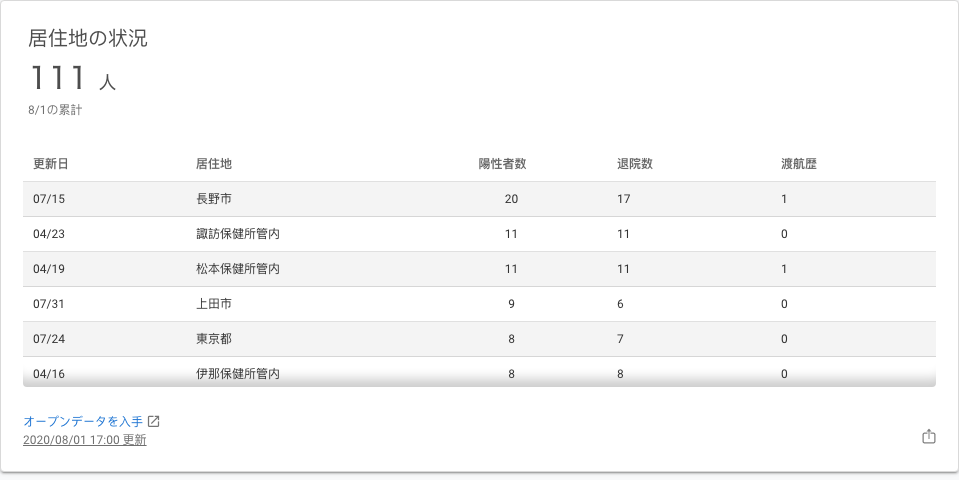 居住地の状況
111 人
8/1の累計
更新日 居住地 陽性者数 退院数 渡航歴
07/15 長野市 20 17 1
04/23 諏訪保健所管内 11 11 0
04/19 松本保健所管内 11 11 1
07/31 上田市 9 6 0
07/24 東京都 8 7 0
04/16 伊那保健所管内 8 8 0
オープンデータを入手
2020/08/01 17:00 更新